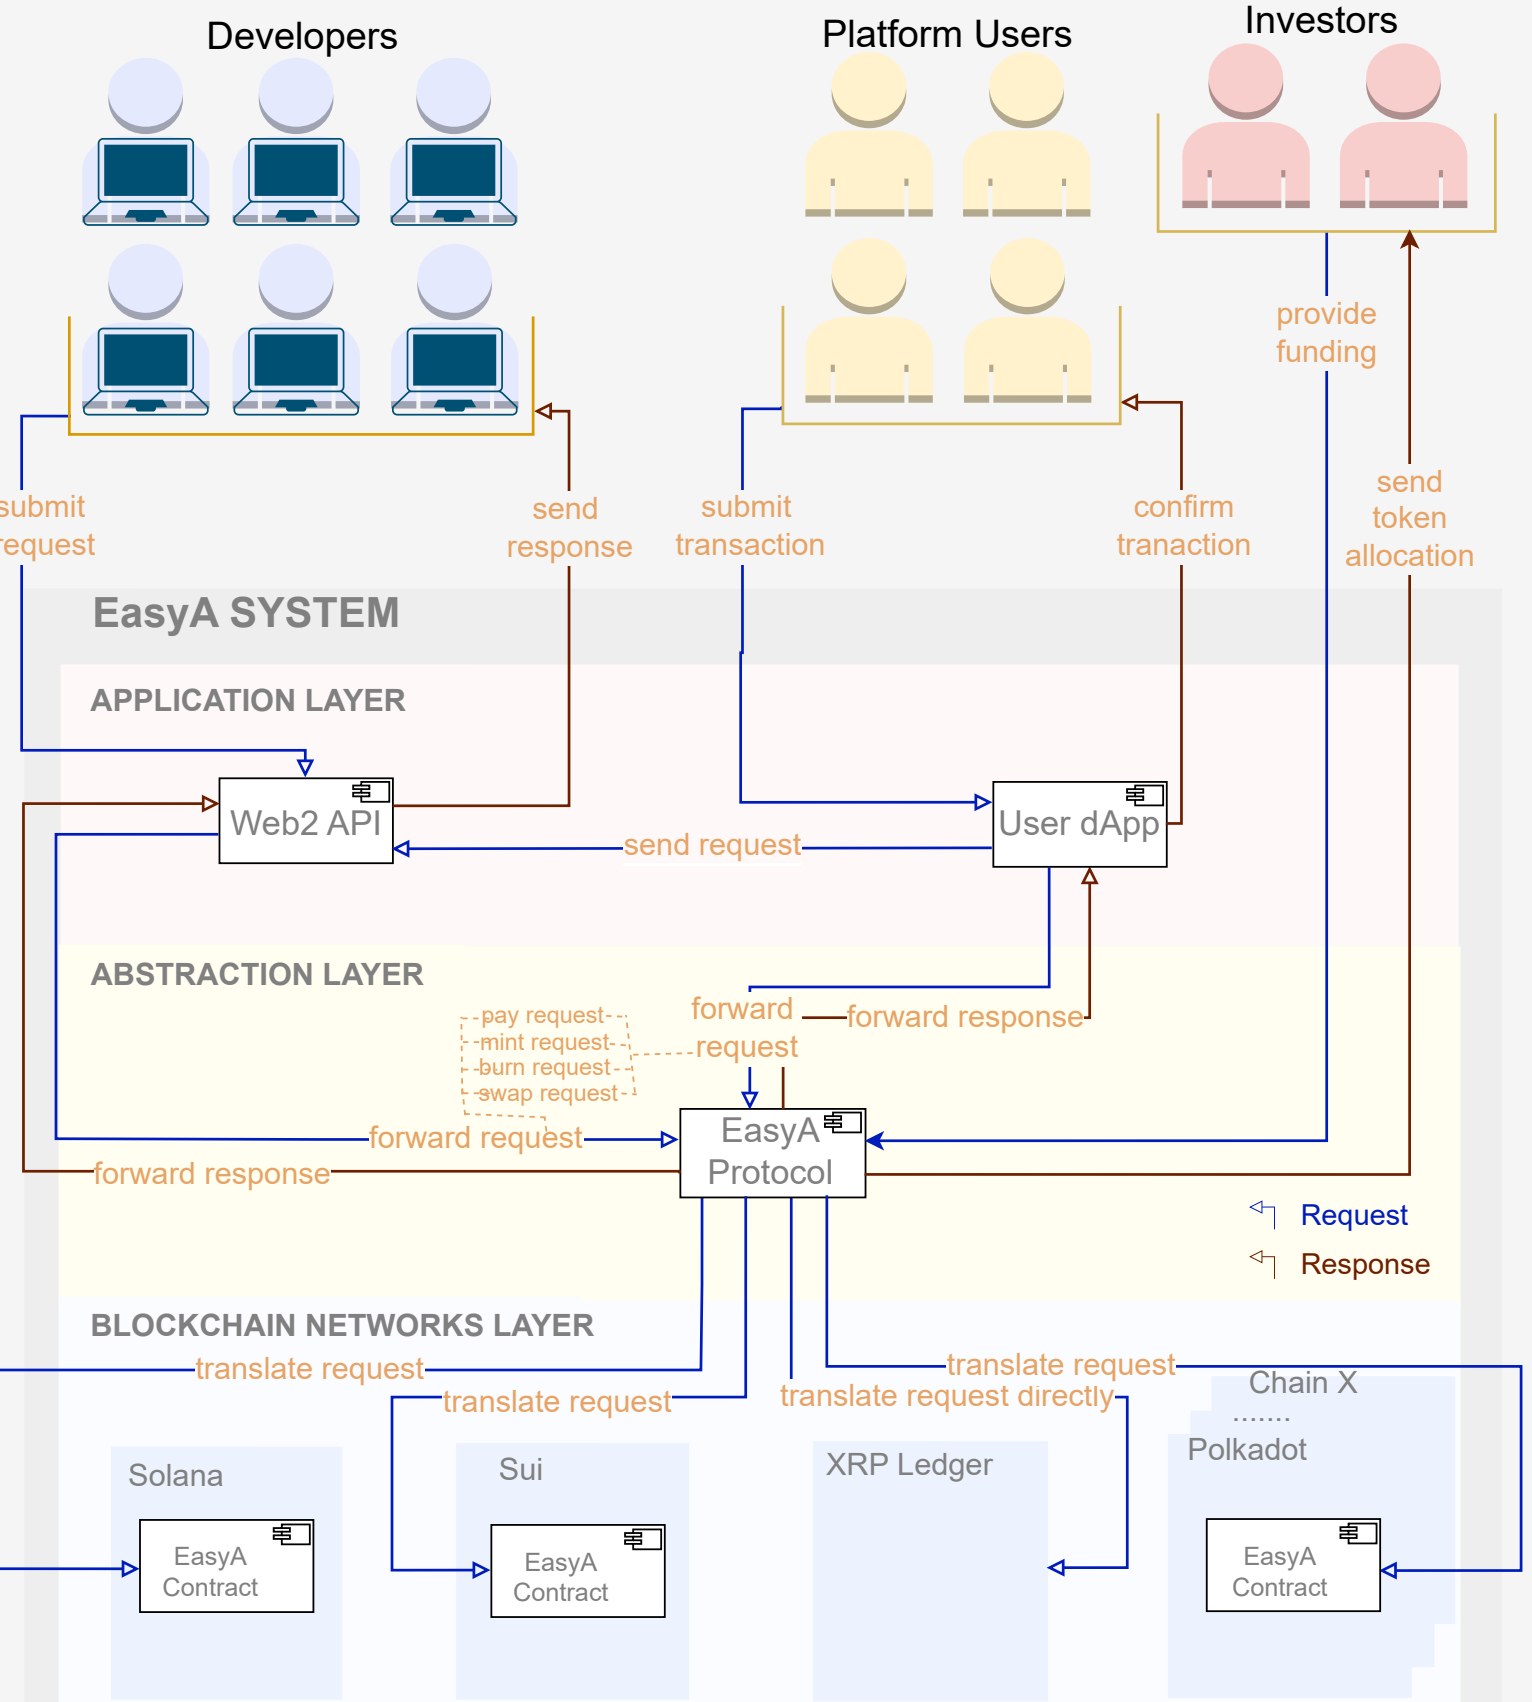 Developers
Platform Users
Investors
provide
funding
send
token
allocation
submit
request
send
response
submit
transaction
confirm
tranaction
EasyA SYSTEM
APPLICATION LAYER
Web2 API
User dApp
send request
ABSTRACTION LAYER
pay request
mint request
burn request
swap request
forward
request
forward response
EasyA
Protocol
forward request
forward response
Request
Response
BLOCKCHAIN NETWORKS LAYER
translate request
translate request
translate request directly
translate request
Chain X
.......
Polkadot
Solana
Sui
XRP Ledger
EasyA
Contract
EasyA
Contract
EasyA
Contract